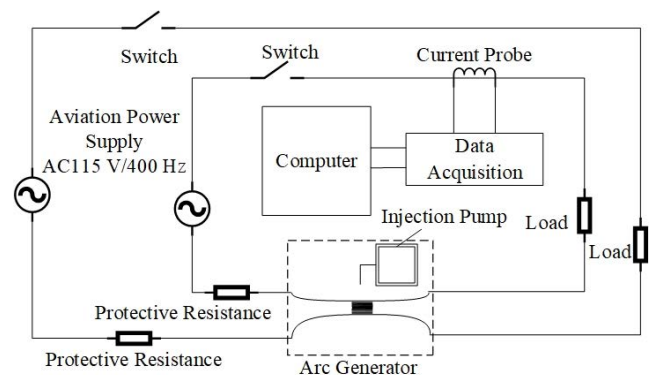 Switch
Switch
Current Probe
Aviation Power
Supply
AC115 V/400 Hz
Computer
Data
Acquisition
Injection Pump
Load
Load
Protective Resistance
Protective Resistance
Arc Generator